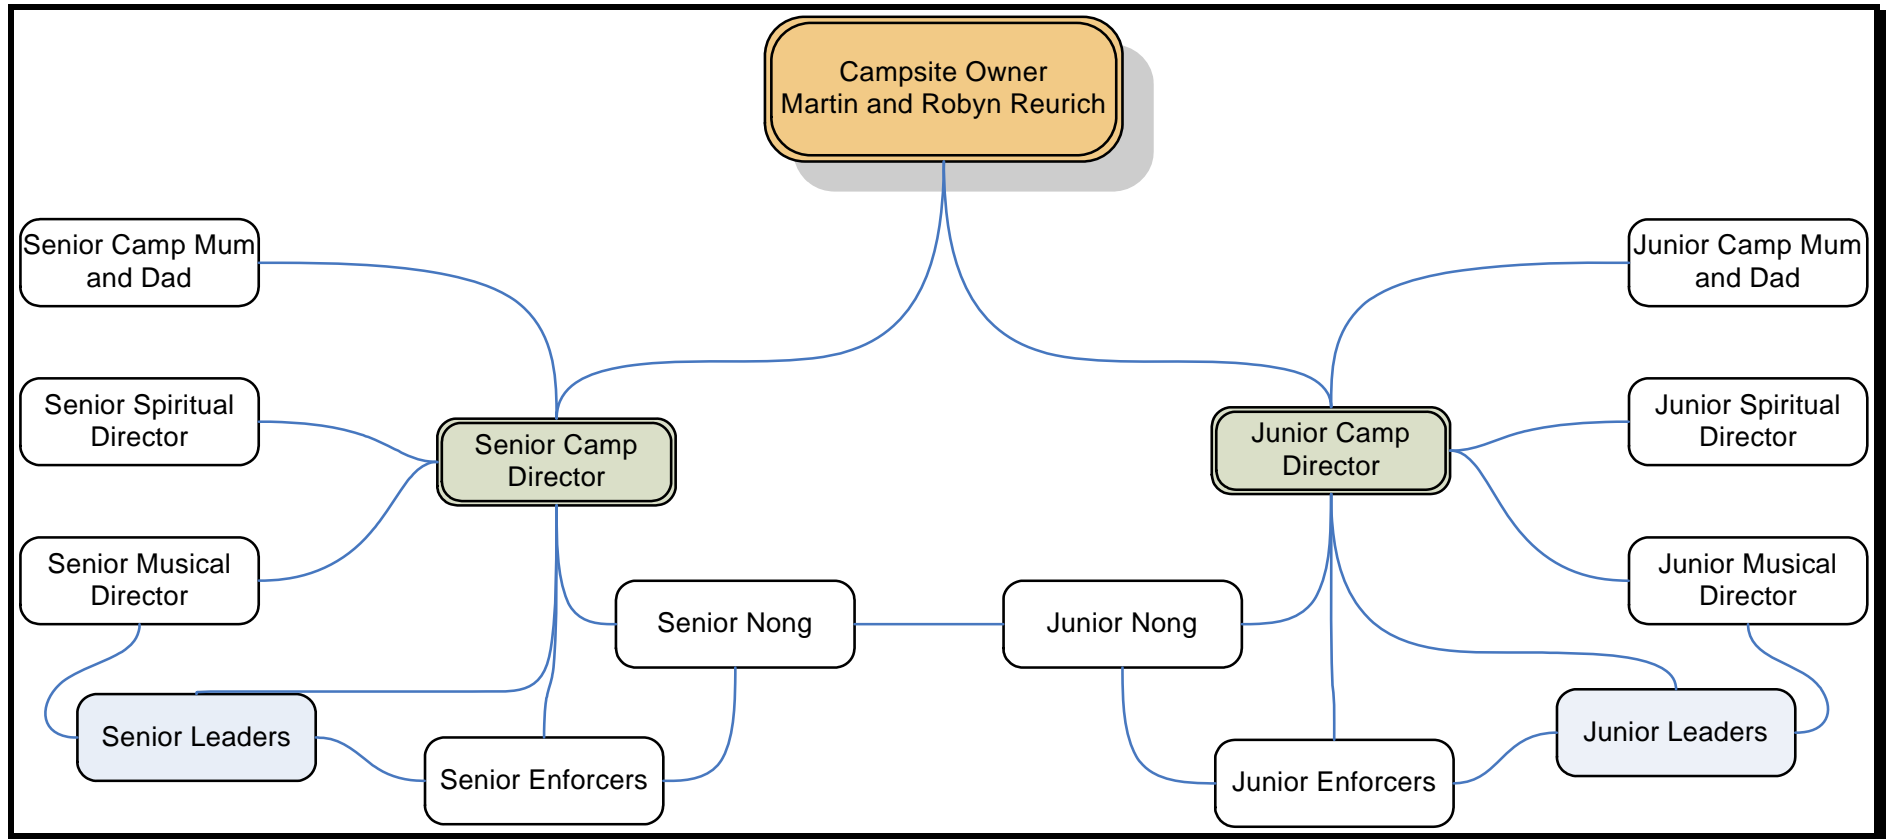 Campsite Owner
Martin and Robyn Reurich
Senior Camp Mum
and Dad
Junior Camp Mum
and Dad
Senior Spiritual
Director
Senior Camp
Director
Junior Camp
Director
Junior Spiritual
Director
Senior Musical
Director
Senior Nong
Junior Nong
Junior Musical
Director
Senior Leaders
Senior Enforcers
Junior Enforcers
Junior Leaders